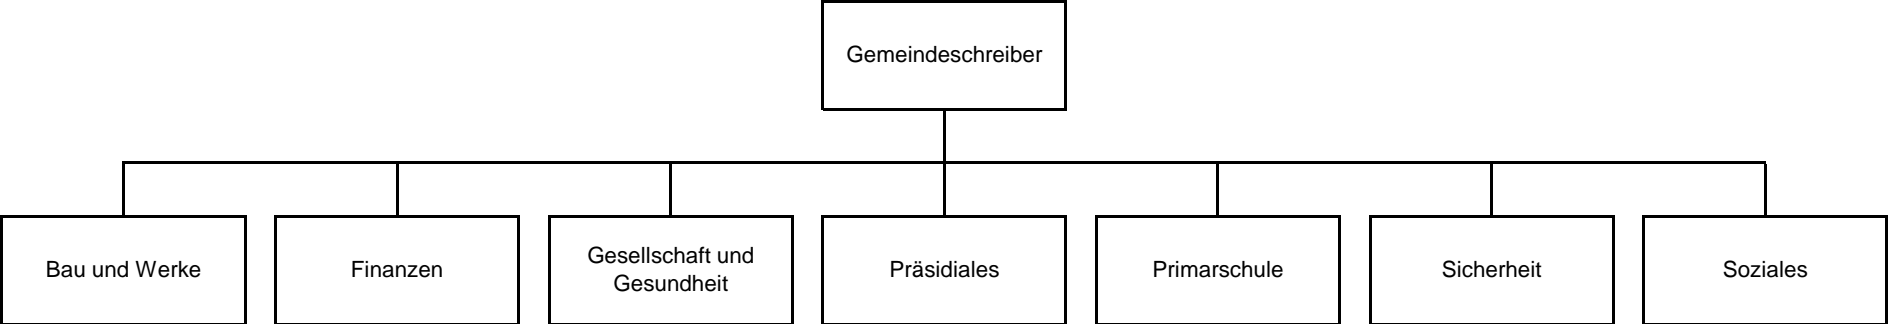 Gemeindeschreiber
Bau und Werke
Finanzen
Gesellschaft und
Gesundheit
Präsidiales
Primarschule
Sicherheit
Soziales